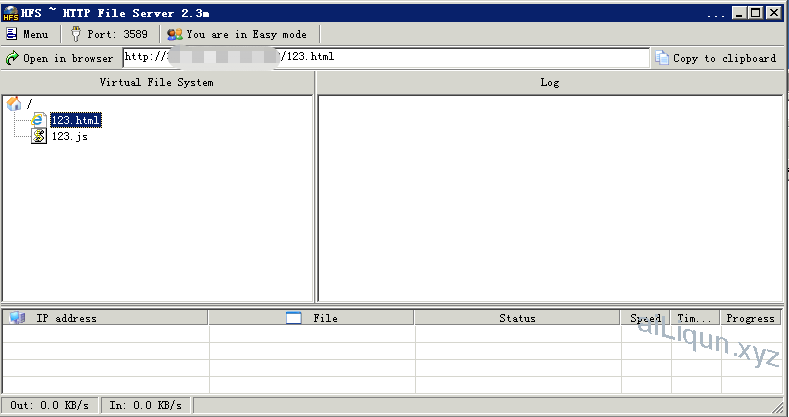 HFS ~ HTTP File Server 2.3m ...
Menu Port: 3589 You are in Easy mode
Open in browser http:// /123.html Copy to clipboard
Virtual File System Log
/
123.html
123.js
IP address File Status Speed Tim... Progress
aiLiqun.xyz
Out: 0.0 KB/s In: 0.0 KB/s